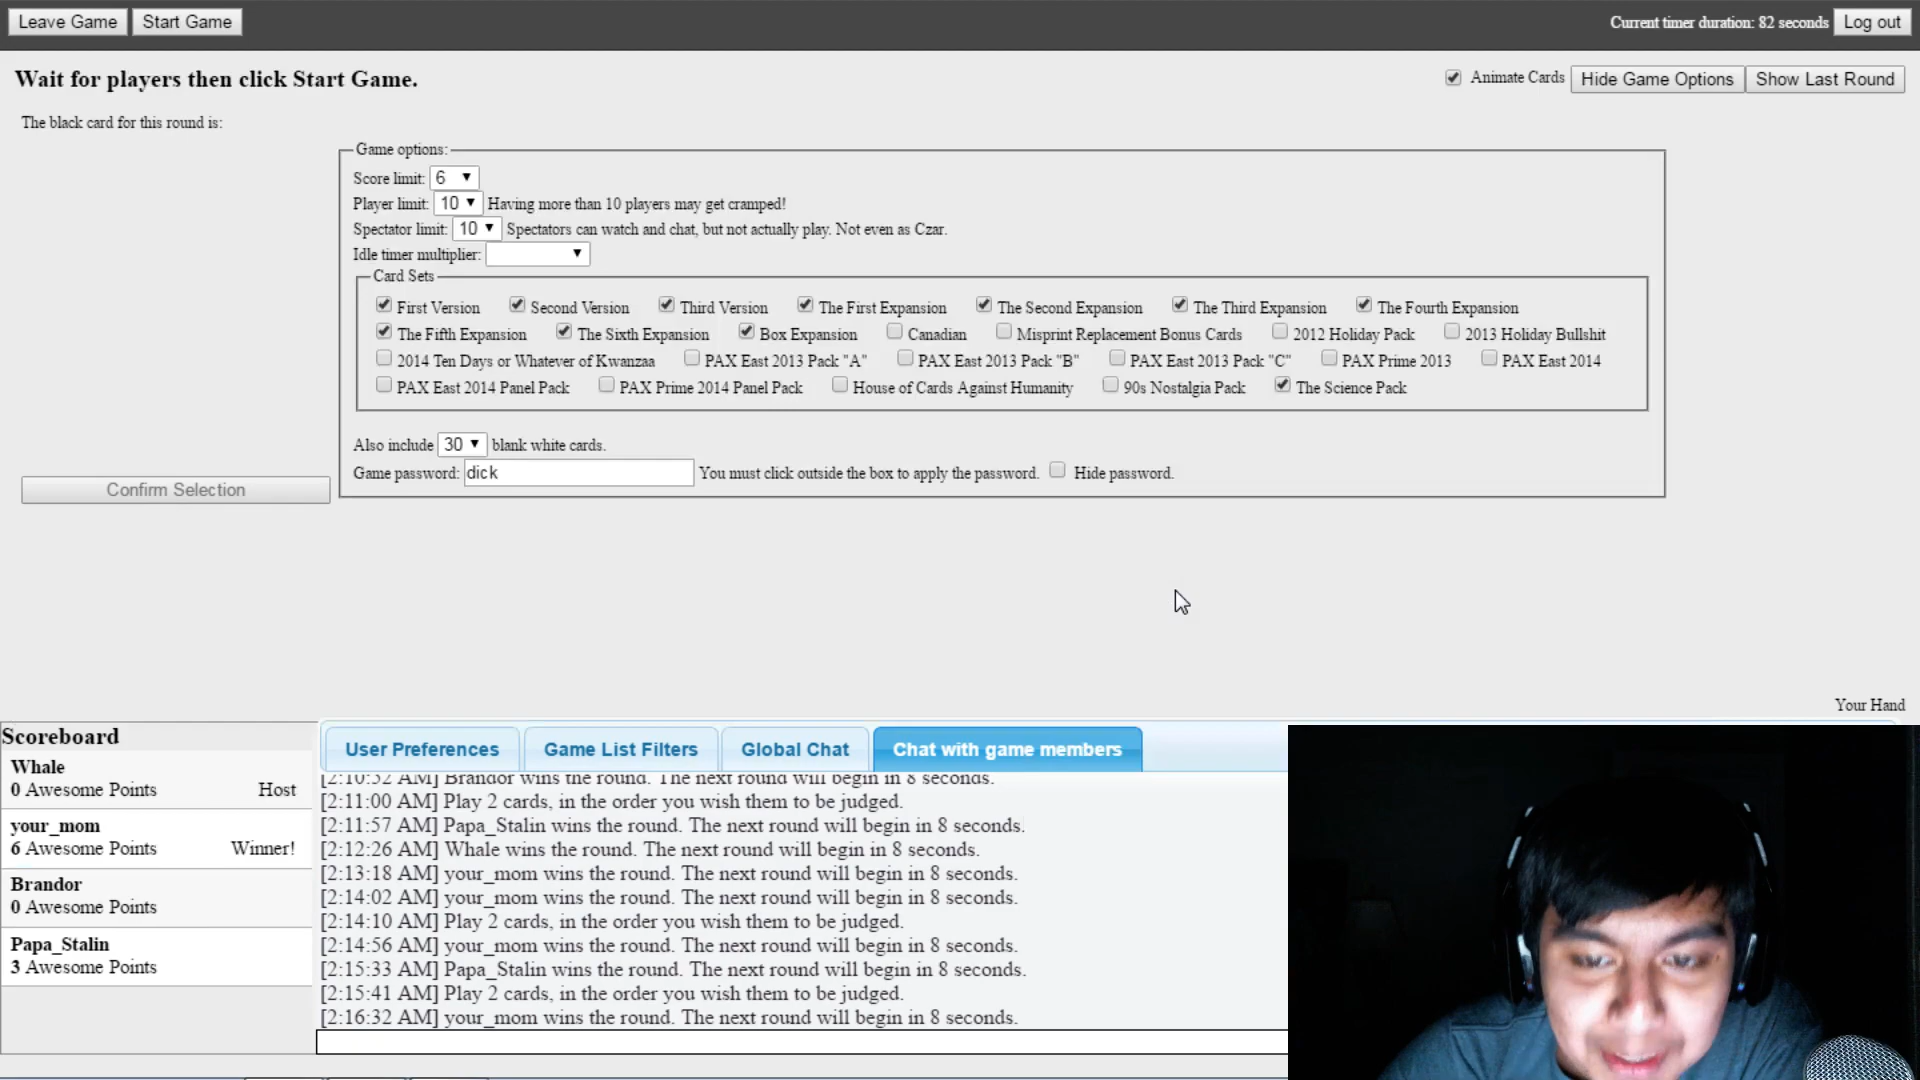 Leave Game Start Game Current timer duration: 82 seconds Log out
Wait for players then click Start Game. Animate Cards Hide Game Options Show Last Round
The black card for this round is:
Game options:
Score limit: 6
Player limit: 10 Having more than 10 players may get cramped!
Spectator limit: 10 Spectators can watch and chat, but not actually play. Not even as Czar.
Idle timer multiplier:
Card Sets
First Version Second Version Third Version The First Expansion The Second Expansion The Third Expansion The Fourth Expansion
The Fifth Expansion The Sixth Expansion Box Expansion Canadian Misprint Replacement Bonus Cards 2012 Holiday Pack 2013 Holiday Bullshit
2014 Ten Days or Whatever of Kwanzaa PAX East 2013 Pack "A" PAX East 2013 Pack "B" PAX East 2013 Pack "C" PAX Prime 2013 PAX East 2014
PAX East 2014 Panel Pack PAX Prime 2014 Panel Pack House of Cards Against Humanity 90s Nostalgia Pack The Science Pack
Also include 30 blank white cards.
Game password: dick You must click outside the box to apply the password. Hide password.
Confirm Selection
Your Hand
Scoreboard
Whale
0 Awesome Points Host
your_mom
6 Awesome Points Winner!
Brandor
0 Awesome Points
Papa_Stalin
3 Awesome Points
User Preferences Game List Filters Global Chat Chat with game members
[2:10:52 AM] Brandor wins the round. The next round will begin in 8 seconds.
[2:11:00 AM] Play 2 cards, in the order you wish them to be judged.
[2:11:57 AM] Papa_Stalin wins the round. The next round will begin in 8 seconds.
[2:12:26 AM] Whale wins the round. The next round will begin in 8 seconds.
[2:13:18 AM] your_mom wins the round. The next round will begin in 8 seconds.
[2:14:02 AM] your_mom wins the round. The next round will begin in 8 seconds.
[2:14:10 AM] Play 2 cards, in the order you wish them to be judged.
[2:14:56 AM] your_mom wins the round. The next round will begin in 8 seconds.
[2:15:33 AM] Papa_Stalin wins the round. The next round will begin in 8 seconds.
[2:15:41 AM] Play 2 cards, in the order you wish them to be judged.
[2:16:32 AM] your_mom wins the round. The next round will begin in 8 seconds.